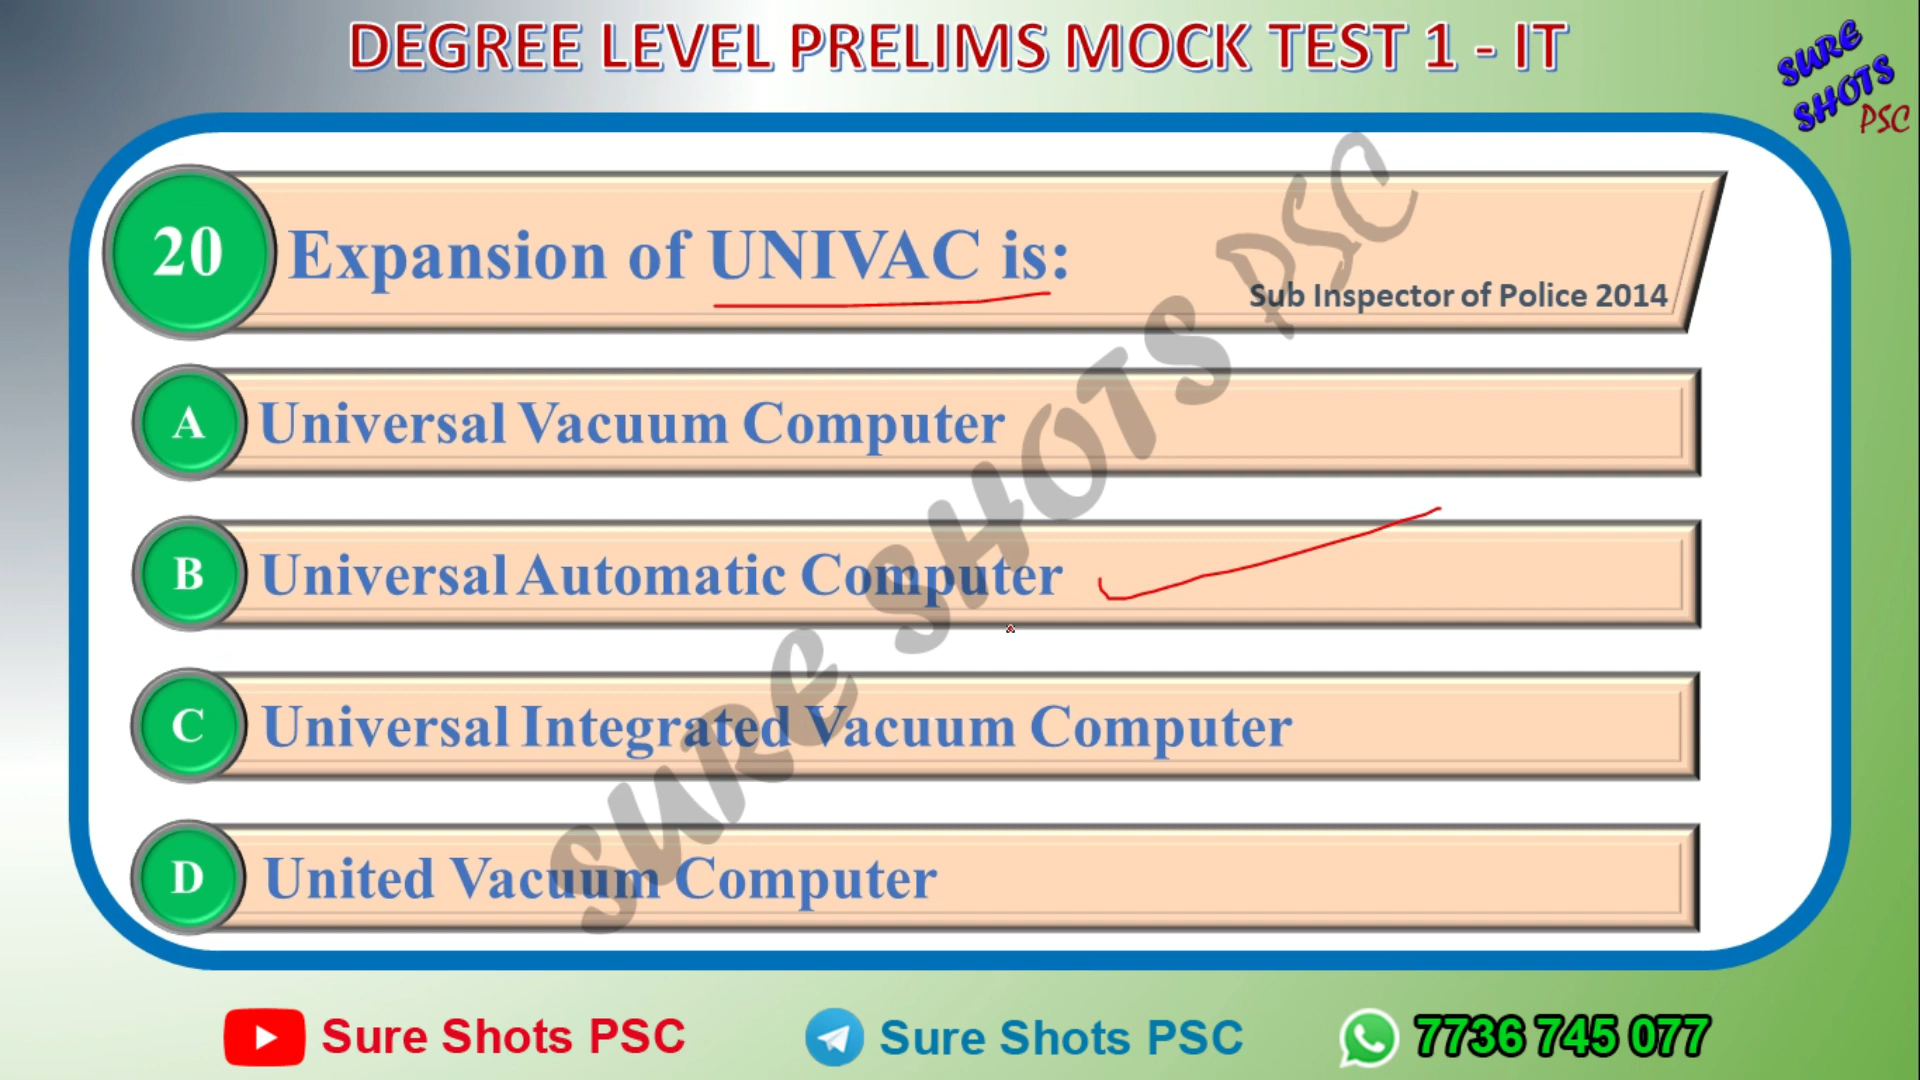 DEGREE LEVEL PRELIMS MOCK TEST 1 - IT
SURE
SHOTS
PSC
20 Expansion of UNIVAC is:
Sub Inspector of Police 2014
A Universal Vacuum Computer
B Universal Automatic Computer
C Universal Integrated Vacuum Computer
D United Vacuum Computer
SURE SHOTS PSC
Sure Shots PSC Sure Shots PSC 7736 745 077